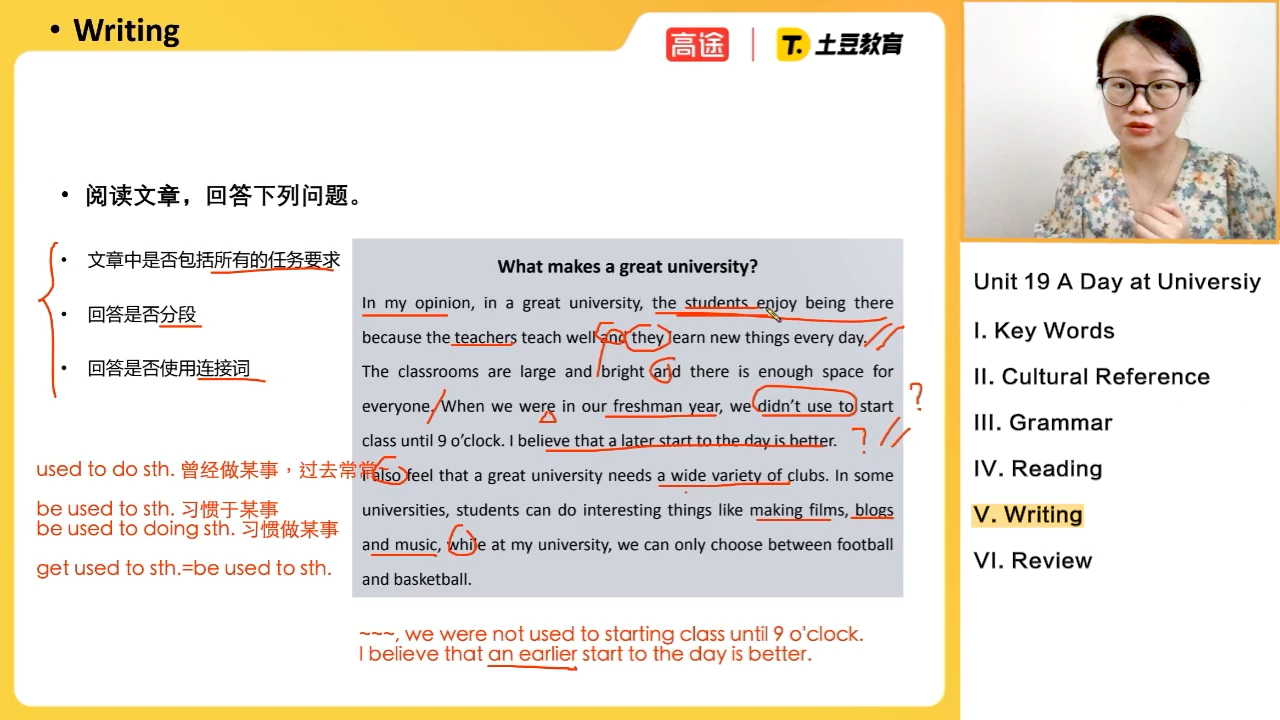 • Writing
高途 | T. 土豆教育
• 阅读文章，回答下列问题。
• 文章中是否包括所有的任务要求
• 回答是否分段
• 回答是否使用连接词
used to do sth. 曾经做某事，过去常常
be used to sth. 习惯于某事
be used to doing sth. 习惯做某事
get used to sth.=be used to sth.
What makes a great university?
In my opinion, in a great university, the students enjoy being there
because the teachers teach well and they learn new things every day.
The classrooms are large and bright and there is enough space for
everyone. When we were in our freshman year, we didn't use to start
class until 9 o'clock. I believe that a later start to the day is better.
I also feel that a great university needs a wide variety of clubs. In some
universities, students can do interesting things like making films, blogs
and music, while at my university, we can only choose between football
and basketball.
? 
?
~~~, we were not used to starting class until 9 o'clock.
I believe that an earlier start to the day is better.
Unit 19 A Day at Universiy
I. Key Words
II. Cultural Reference
III. Grammar
IV. Reading
V. Writing
VI. Review